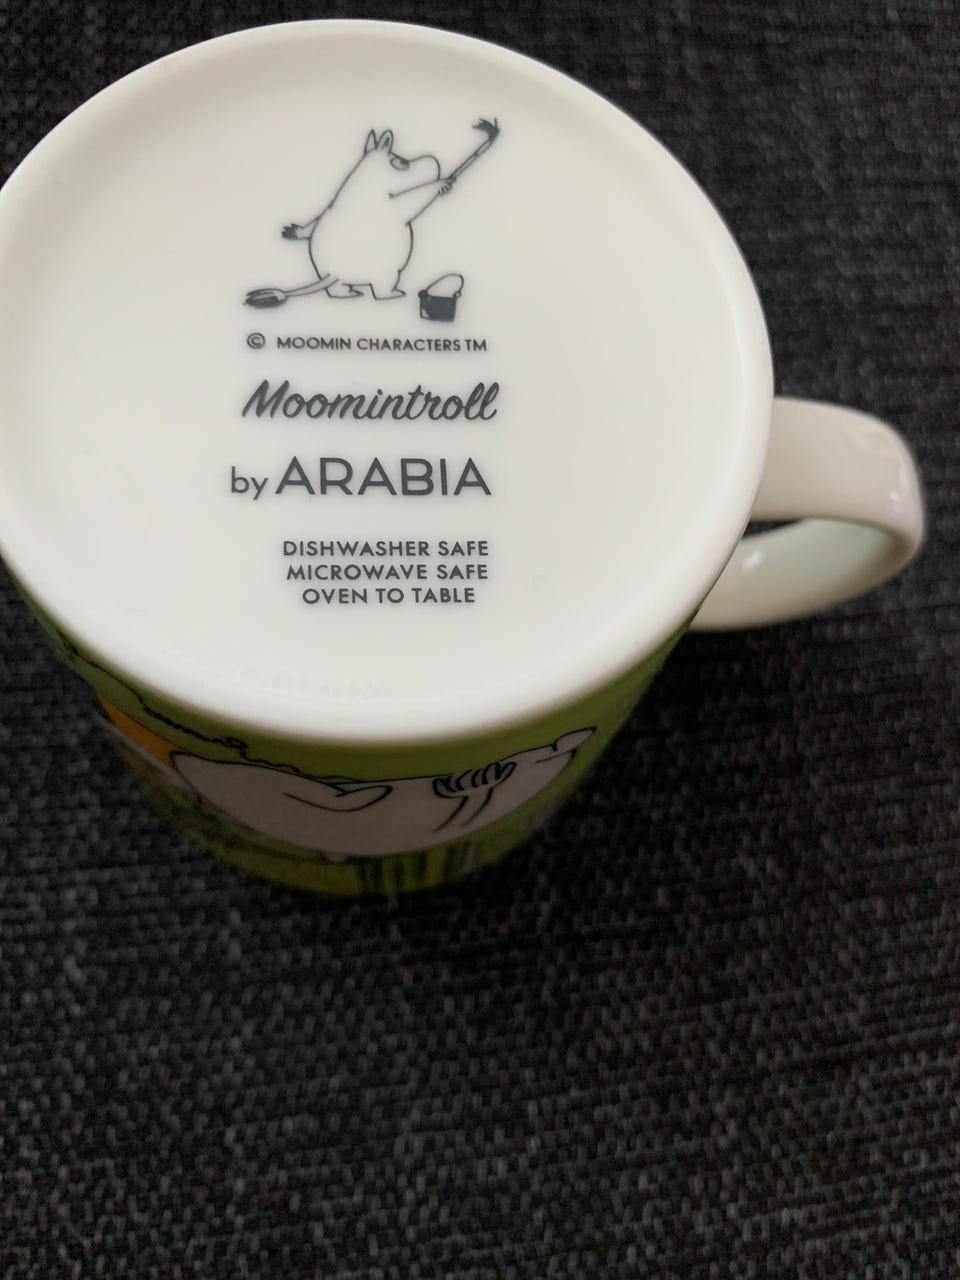 © MOOMIN CHARACTERS TM
Moomintroll
by ARABIA
DISHWASHER SAFE
MICROWAVE SAFE
OVEN TO TABLE